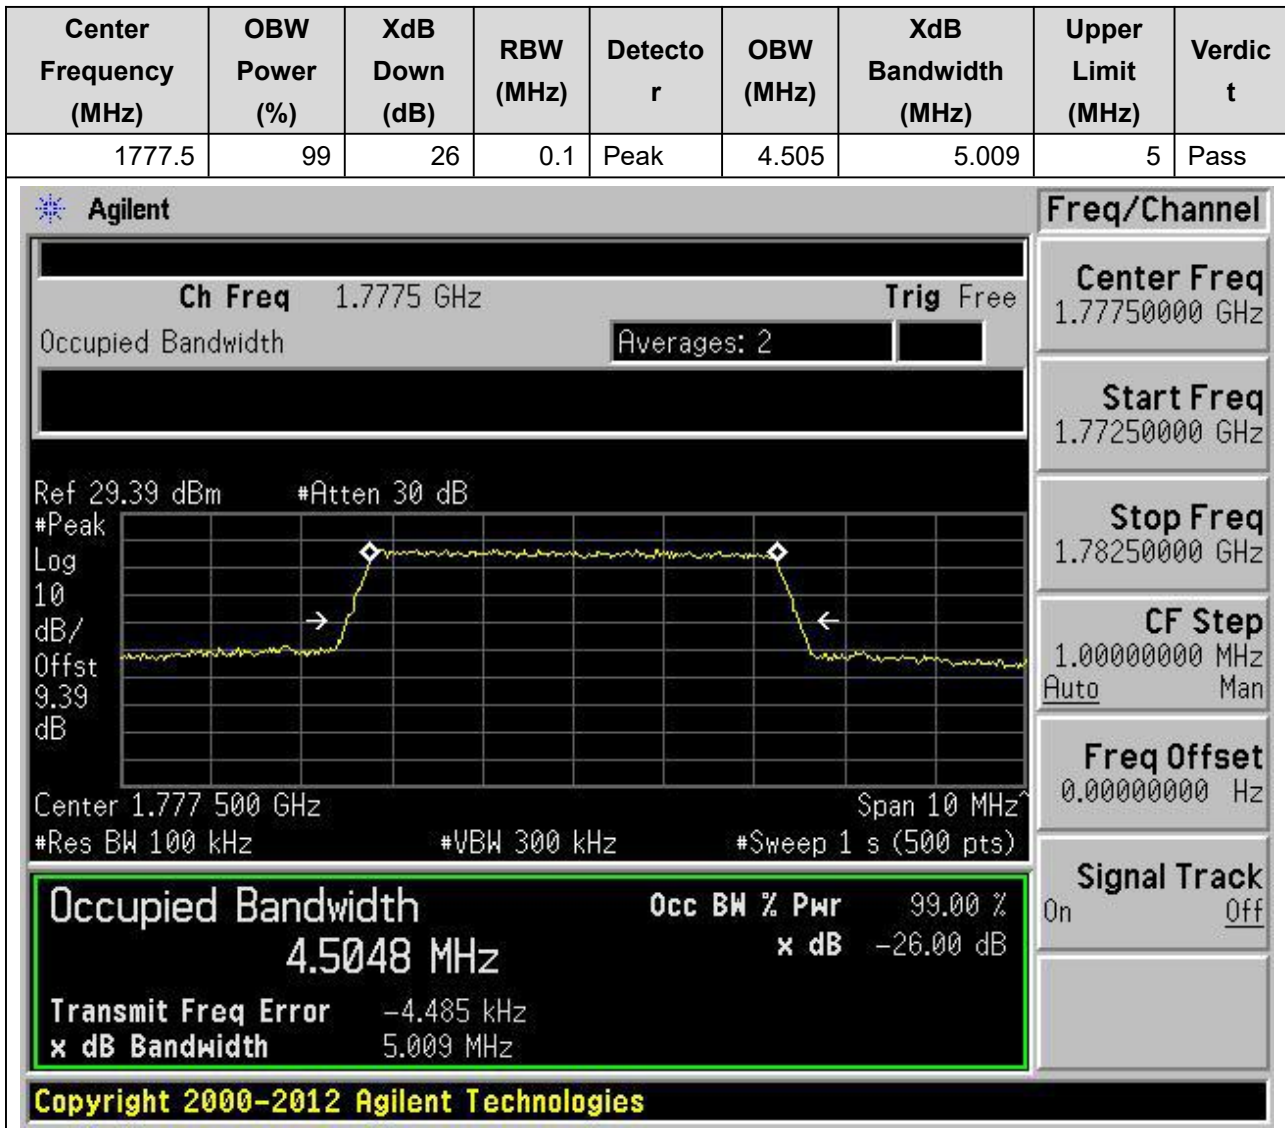 Center Frequency (MHz) OBW Power (%) XdB Down (dB) RBW (MHz) Detector OBW (MHz) XdB Bandwidth (MHz) Upper Limit (MHz) Verdict
1777.5 99 26 0.1 Peak 4.505 5.009 5 Pass
Agilent
Ch Freq 1.7775 GHz Trig Free
Occupied Bandwidth Averages: 2
Ref 29.39 dBm #Atten 30 dB
#Peak
Log
10
dB/
Offst
9.39
dB
Center 1.777 500 GHz Span 10 MHz^
#Res BW 100 kHz #VBW 300 kHz #Sweep 1 s (500 pts)
Occupied Bandwidth Occ BW % Pwr 99.00 %
4.5048 MHz x dB -26.00 dB
Transmit Freq Error -4.485 kHz
x dB Bandwidth 5.009 MHz
Copyright 2000-2012 Agilent Technologies
Freq/Channel
Center Freq
1.77750000 GHz
Start Freq
1.77250000 GHz
Stop Freq
1.78250000 GHz
CF Step
1.00000000 MHz
Auto Man
Freq Offset
0.00000000 Hz
Signal Track
On Off